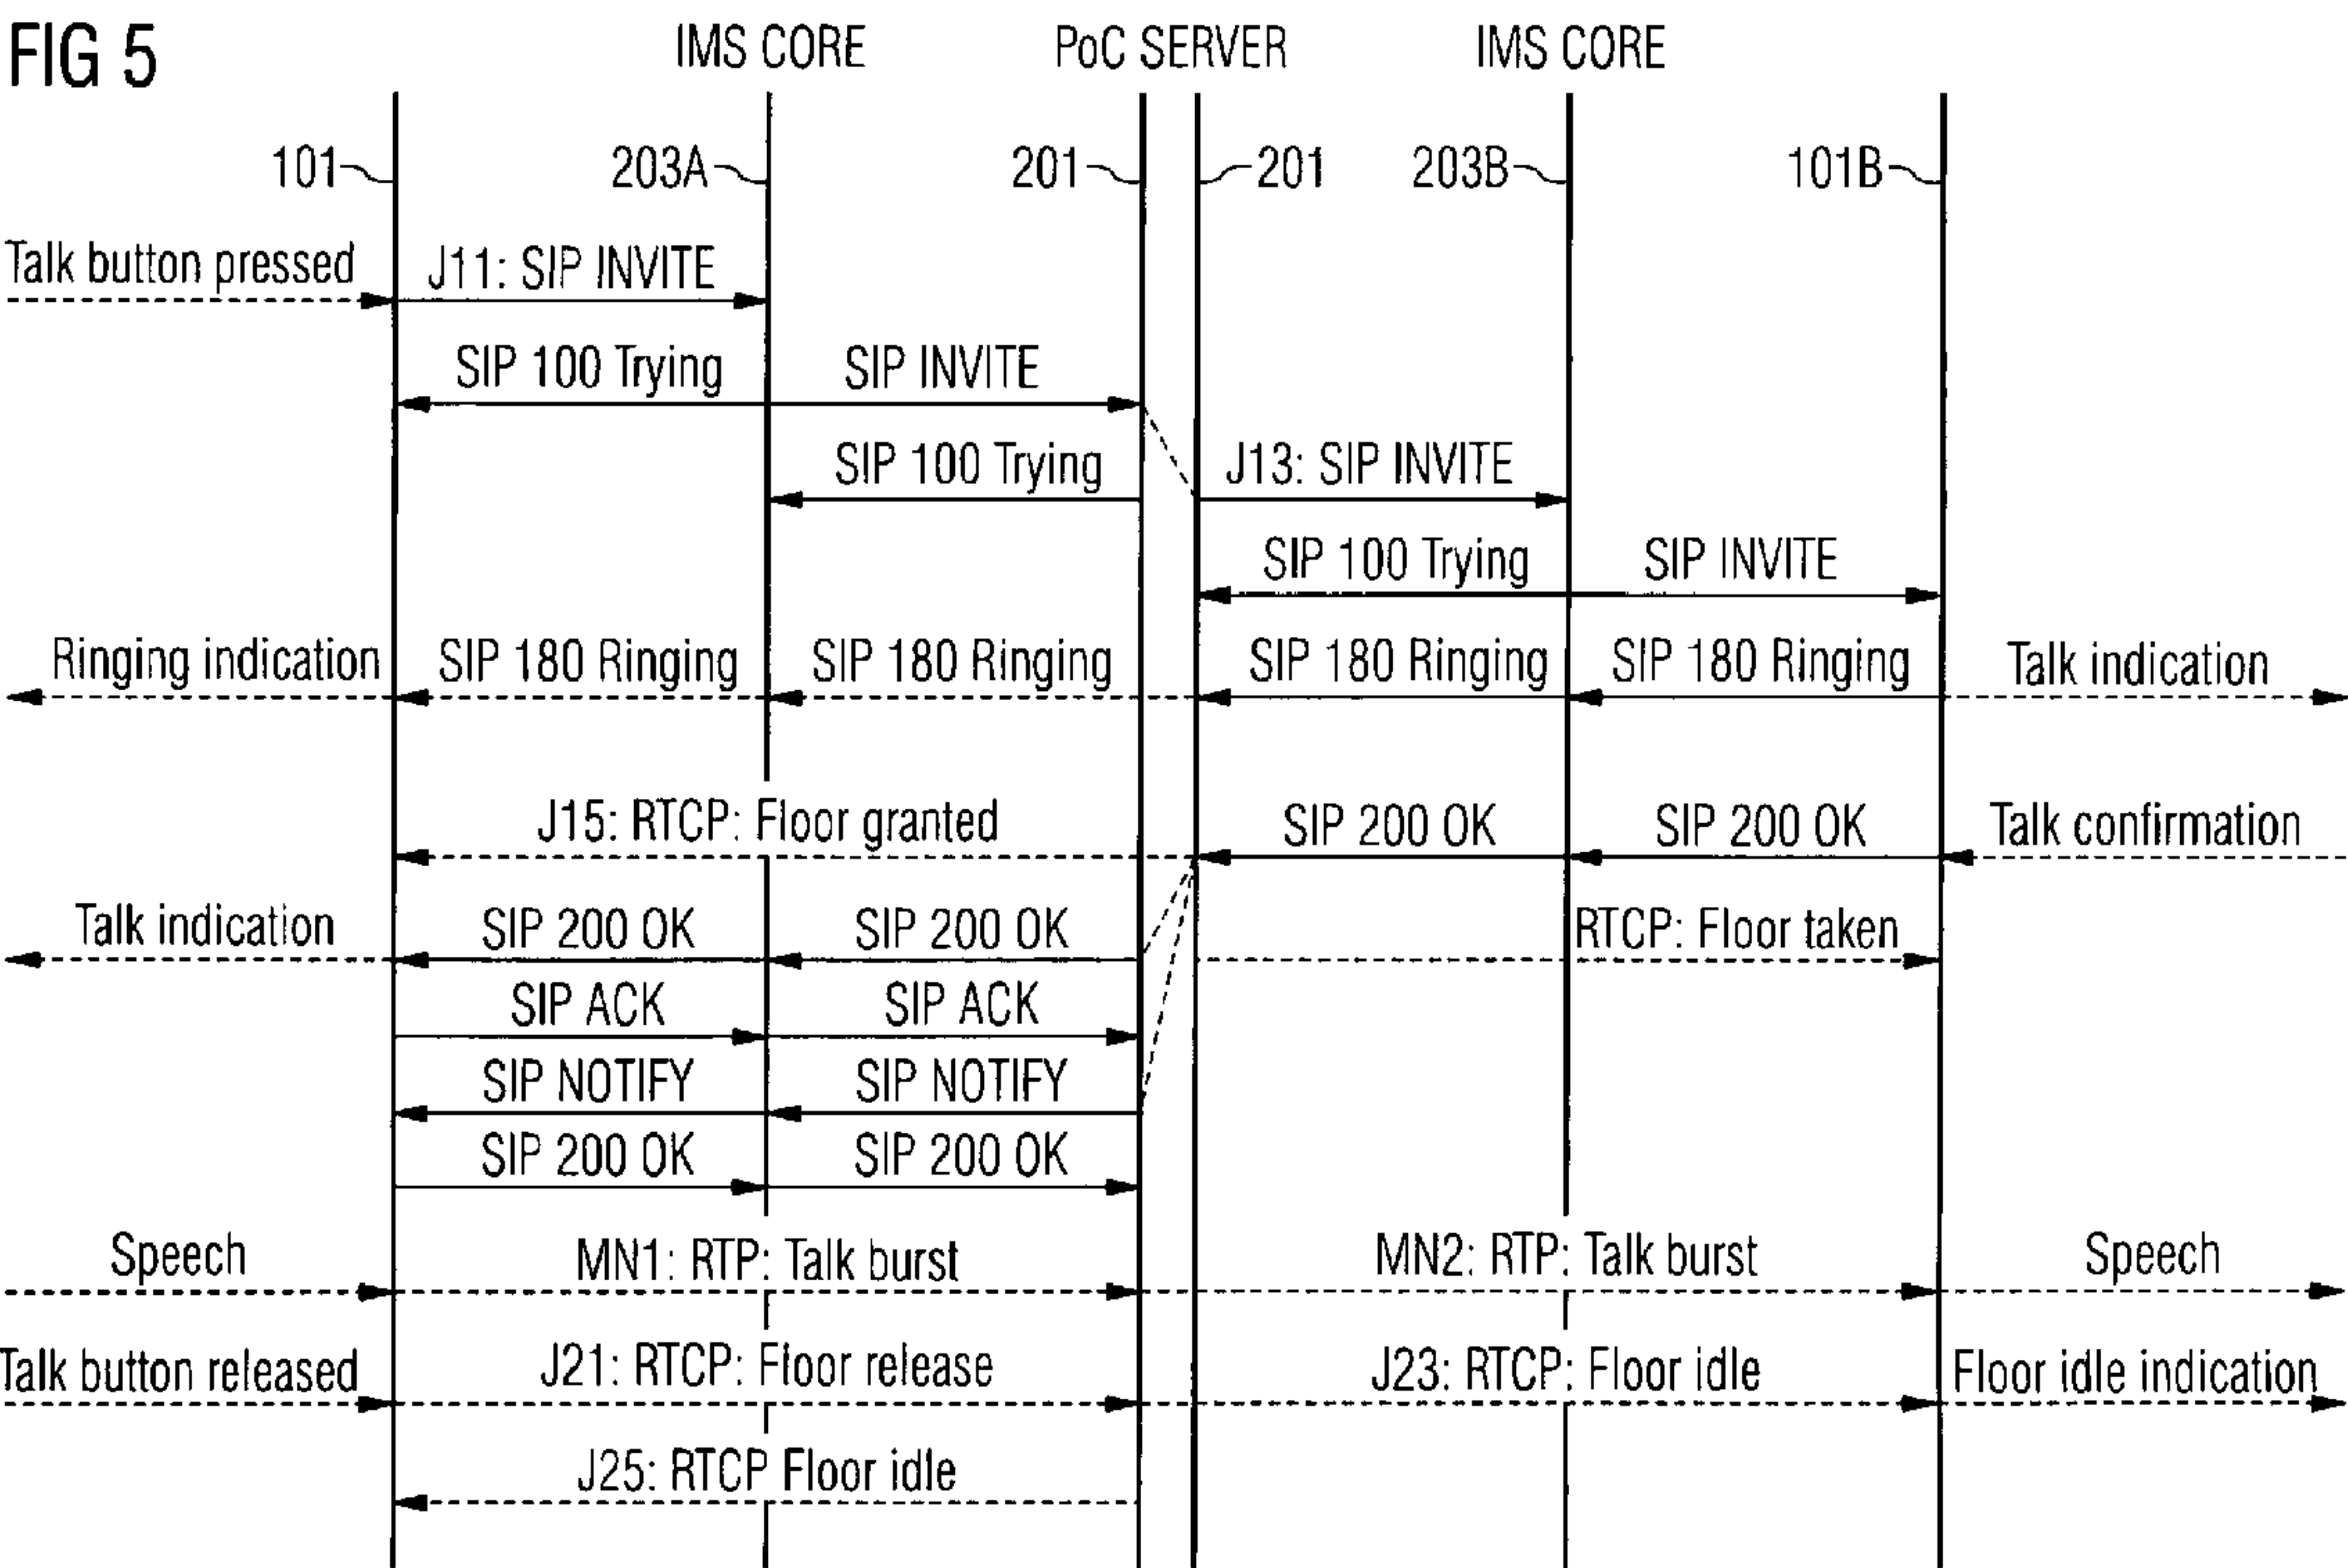 FIG 5
IMS CORE PoC SERVER IMS CORE
101 203A 201 201 203B 101B
Talk button pressed J11: SIP INVITE
SIP 100 Trying SIP INVITE
SIP 100 Trying J13: SIP INVITE
SIP 100 Trying SIP INVITE
Ringing indication SIP 180 Ringing SIP 180 Ringing SIP 180 Ringing SIP 180 Ringing Talk indication
J15: RTCP: Floor granted SIP 200 OK SIP 200 OK Talk confirmation
Talk indication SIP 200 OK SIP 200 OK RTCP: Floor taken
SIP ACK SIP ACK
SIP NOTIFY SIP NOTIFY
SIP 200 OK SIP 200 OK
Speech MN1: RTP: Talk burst MN2: RTP: Talk burst Speech
Talk button released J21: RTCP: Floor release J23: RTCP: Floor idle Floor idle indication
J25: RTCP Floor idle